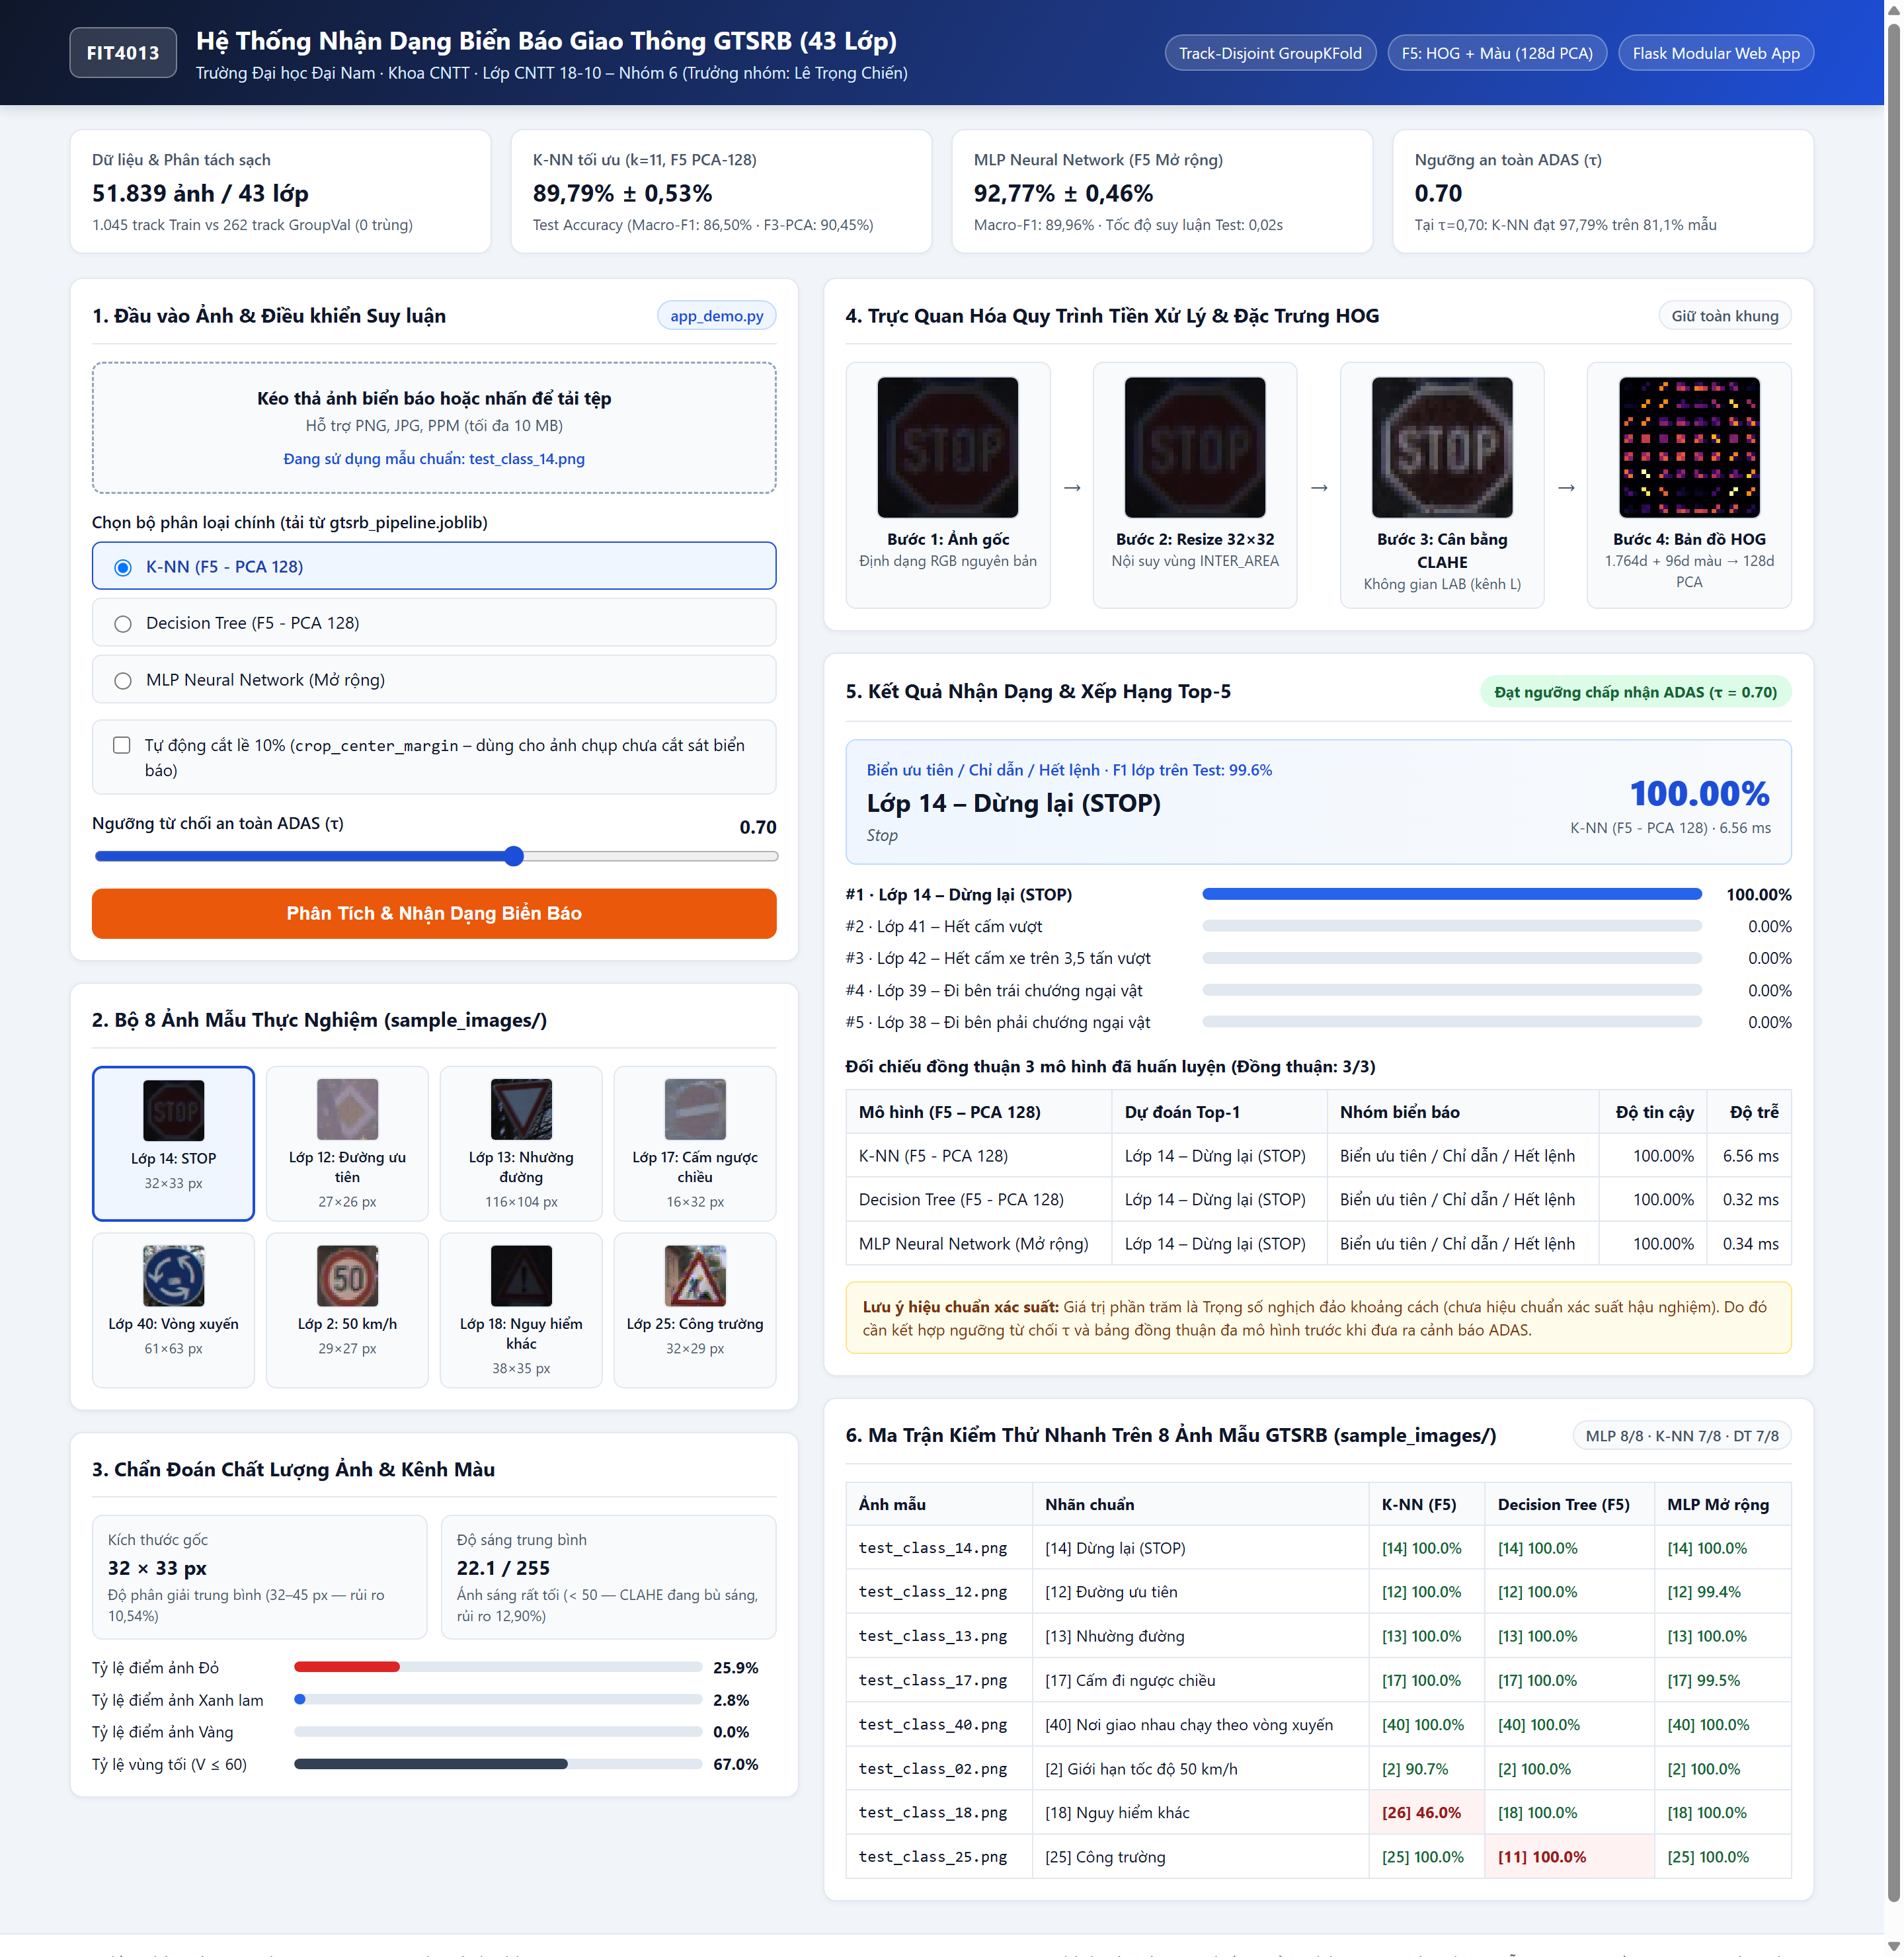 FIT4013
Hệ Thống Nhận Dạng Biển Báo Giao Thông GTSRB (43 Lớp)
Trường Đại học Đại Nam · Khoa CNTT · Lớp CNTT 18-10 – Nhóm 6 (Trưởng nhóm: Lê Trọng Chiến)
Track-Disjoint GroupKFold
F5: HOG + Màu (128d PCA)
Flask Modular Web App
Dữ liệu & Phân tách sạch
51.839 ảnh / 43 lớp
1.045 track Train vs 262 track GroupVal (0 trùng)
K-NN tối ưu (k=11, F5 PCA-128)
89,79% ± 0,53%
Test Accuracy (Macro-F1: 86,50% · F3-PCA: 90,45%)
MLP Neural Network (F5 Mở rộng)
92,77% ± 0,46%
Macro-F1: 89,96% · Tốc độ suy luận Test: 0,02s
Ngưỡng an toàn ADAS (τ)
0.70
Tại τ=0,70: K-NN đạt 97,79% trên 81,1% mẫu
1. Đầu vào Ảnh & Điều khiển Suy luận
app_demo.py
Kéo thả ảnh biển báo hoặc nhấn để tải tệp
Hỗ trợ PNG, JPG, PPM (tối đa 10 MB)
Đang sử dụng mẫu chuẩn: test_class_14.png
Chọn bộ phân loại chính (tải từ gtsrb_pipeline.joblib)
K-NN (F5 - PCA 128)
Decision Tree (F5 - PCA 128)
MLP Neural Network (Mở rộng)
Tự động cắt lề 10% (crop_center_margin – dùng cho ảnh chụp chưa cắt sát biển
báo)
Ngưỡng từ chối an toàn ADAS (τ)
0.70
Phân Tích & Nhận Dạng Biển Báo
2. Bộ 8 Ảnh Mẫu Thực Nghiệm (sample_images/)
STOP
Lớp 14: STOP
32×33 px
Lớp 12: Đường ưu
tiên
27×26 px
Lớp 13: Nhường
đường
116×104 px
Lớp 17: Cấm ngược
chiều
16×32 px
Lớp 40: Vòng xuyến
61×63 px
50
Lớp 2: 50 km/h
29×27 px
Lớp 18: Nguy hiểm
khác
38×35 px
Lớp 25: Công trường
32×29 px
3. Chẩn Đoán Chất Lượng Ảnh & Kênh Màu
Kích thước gốc
32 × 33 px
Độ phân giải trung bình (32–45 px — rủi ro
10,54%)
Độ sáng trung bình
22.1 / 255
Ánh sáng rất tối (< 50 — CLAHE đang bù sáng,
rủi ro 12,90%)
Tỷ lệ điểm ảnh Đỏ
25.9%
Tỷ lệ điểm ảnh Xanh lam
2.8%
Tỷ lệ điểm ảnh Vàng
0.0%
Tỷ lệ vùng tối (V ≤ 60)
67.0%
4. Trực Quan Hóa Quy Trình Tiền Xử Lý & Đặc Trưng HOG
Giữ toàn khung
STOP
Bước 1: Ảnh gốc
Định dạng RGB nguyên bản
→
STOP
Bước 2: Resize 32×32
Nội suy vùng INTER_AREA
→
STOP
Bước 3: Cân bằng
CLAHE
Không gian LAB (kênh L)
→
Bước 4: Bản đồ HOG
1.764d + 96d màu → 128d
PCA
5. Kết Quả Nhận Dạng & Xếp Hạng Top-5
Đạt ngưỡng chấp nhận ADAS (τ = 0.70)
Biển ưu tiên / Chỉ dẫn / Hết lệnh · F1 lớp trên Test: 99.6%
Lớp 14 – Dừng lại (STOP)
Stop
100.00%
K-NN (F5 - PCA 128) · 6.56 ms
#1 · Lớp 14 – Dừng lại (STOP) 100.00%
#2 · Lớp 41 – Hết cấm vượt 0.00%
#3 · Lớp 42 – Hết cấm xe trên 3,5 tấn vượt 0.00%
#4 · Lớp 39 – Đi bên trái chướng ngại vật 0.00%
#5 · Lớp 38 – Đi bên phải chướng ngại vật 0.00%
Đối chiếu đồng thuận 3 mô hình đã huấn luyện (Đồng thuận: 3/3)
Mô hình (F5 – PCA 128) Dự đoán Top-1 Nhóm biển báo Độ tin cậy Độ trễ
K-NN (F5 - PCA 128) Lớp 14 – Dừng lại (STOP) Biển ưu tiên / Chỉ dẫn / Hết lệnh 100.00% 6.56 ms
Decision Tree (F5 - PCA 128) Lớp 14 – Dừng lại (STOP) Biển ưu tiên / Chỉ dẫn / Hết lệnh 100.00% 0.32 ms
MLP Neural Network (Mở rộng) Lớp 14 – Dừng lại (STOP) Biển ưu tiên / Chỉ dẫn / Hết lệnh 100.00% 0.34 ms
Lưu ý hiệu chuẩn xác suất: Giá trị phần trăm là Trọng số nghịch đảo khoảng cách (chưa hiệu chuẩn xác suất hậu nghiệm). Do đó
cần kết hợp ngưỡng từ chối τ và bảng đồng thuận đa mô hình trước khi đưa ra cảnh báo ADAS.
6. Ma Trận Kiểm Thử Nhanh Trên 8 Ảnh Mẫu GTSRB (sample_images/)
MLP 8/8 · K-NN 7/8 · DT 7/8
Ảnh mẫu Nhãn chuẩn K-NN (F5) Decision Tree (F5) MLP Mở rộng
test_class_14.png [14] Dừng lại (STOP) [14] 100.0% [14] 100.0% [14] 100.0%
test_class_12.png [12] Đường ưu tiên [12] 100.0% [12] 100.0% [12] 99.4%
test_class_13.png [13] Nhường đường [13] 100.0% [13] 100.0% [13] 100.0%
test_class_17.png [17] Cấm đi ngược chiều [17] 100.0% [17] 100.0% [17] 99.5%
test_class_40.png [40] Nơi giao nhau chạy theo vòng xuyến [40] 100.0% [40] 100.0% [40] 100.0%
test_class_02.png [2] Giới hạn tốc độ 50 km/h [2] 90.7% [2] 100.0% [2] 100.0%
test_class_18.png [18] Nguy hiểm khác [26] 46.0% [18] 100.0% [18] 100.0%
test_class_25.png [25] Công trường [25] 100.0% [11] 100.0% [25] 100.0%